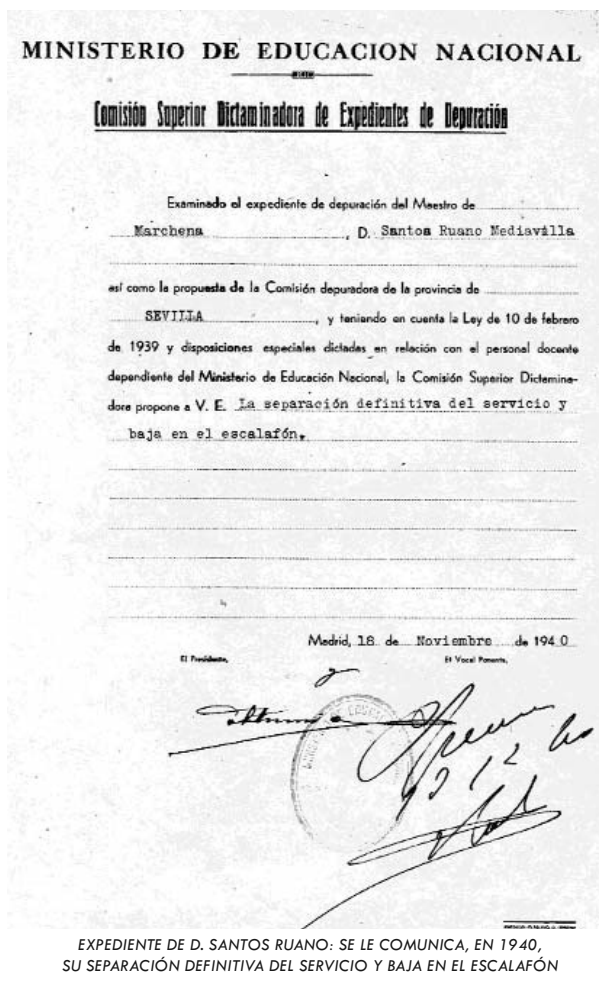 MINISTERIO DE EDUCACION NACIONAL
Comisión Superior Dictaminadora de Expedientes de Depuración
Examinado el expediente de depuración del Maestro de
Marchena, D. Santos Ruano Mediavilla
así como la propuesta de la Comisión depuradora de la provincia de
SEVILLA, y teniendo en cuenta la Ley de 10 de febrero
de 1939 y disposiciones especiales dictadas en relación con el personal docente
dependiente del Ministerio de Educación Nacional, la Comisión Superior Dictamina-
dora propone a V. E. La separación definitiva del servicio y
baja en el escalafón.
Madrid, 18 de Noviembre de 1940
El Presidente, El Vocal Ponente,
EXPEDIENTE DE D. SANTOS RUANO: SE LE COMUNICA, EN 1940,
SU SEPARACIÓN DEFINITIVA DEL SERVICIO Y BAJA EN EL ESCALAFÓN